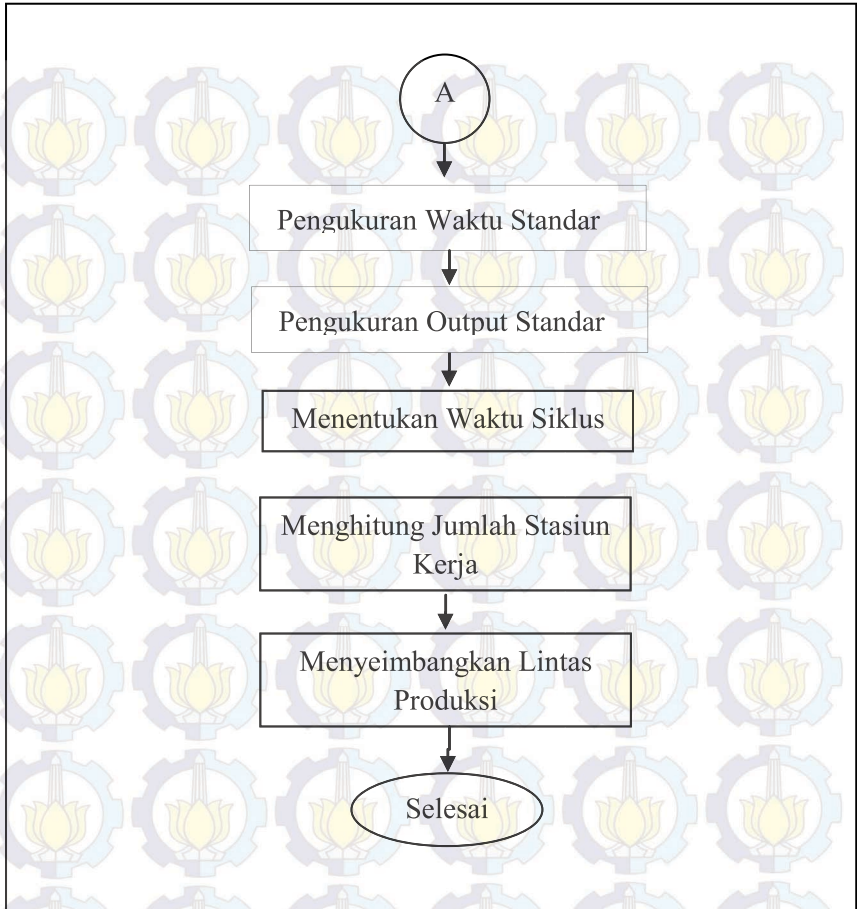 A
Pengukuran Waktu Standar
Pengukuran Output Standar
Menentukan Waktu Siklus
Menghitung Jumlah Stasiun
Kerja
Menyeimbangkan Lintas
Produksi
Selesai